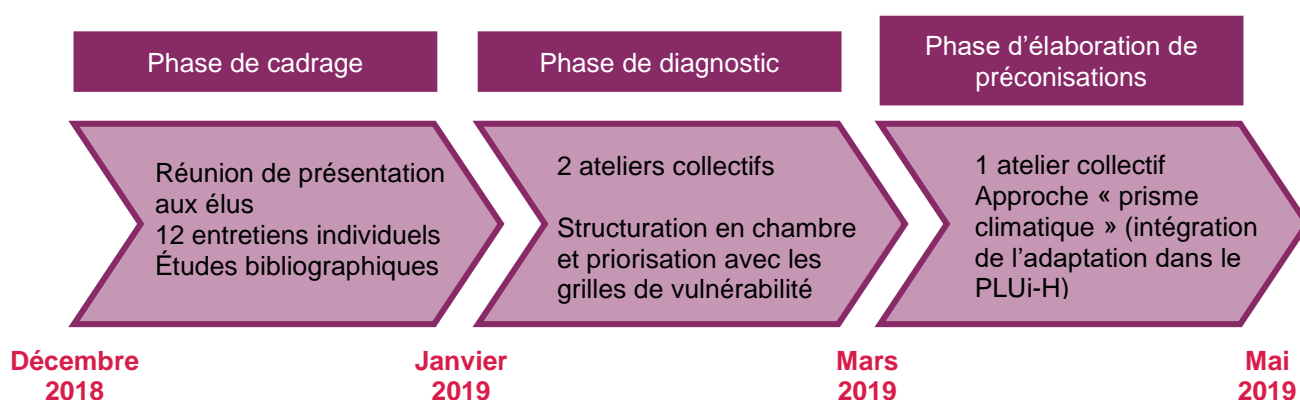 Phase de cadrage
Phase de diagnostic
Phase d’élaboration de
préconisations
Réunion de présentation
aux élus
12 entretiens individuels
Études bibliographiques
2 ateliers collectifs
Structuration en chambre
et priorisation avec les
grilles de vulnérabilité
1 atelier collectif
Approche « prisme
climatique » (intégration
de l’adaptation dans le
PLUi-H)
Décembre
2018
Janvier
2019
Mars
2019
Mai
2019